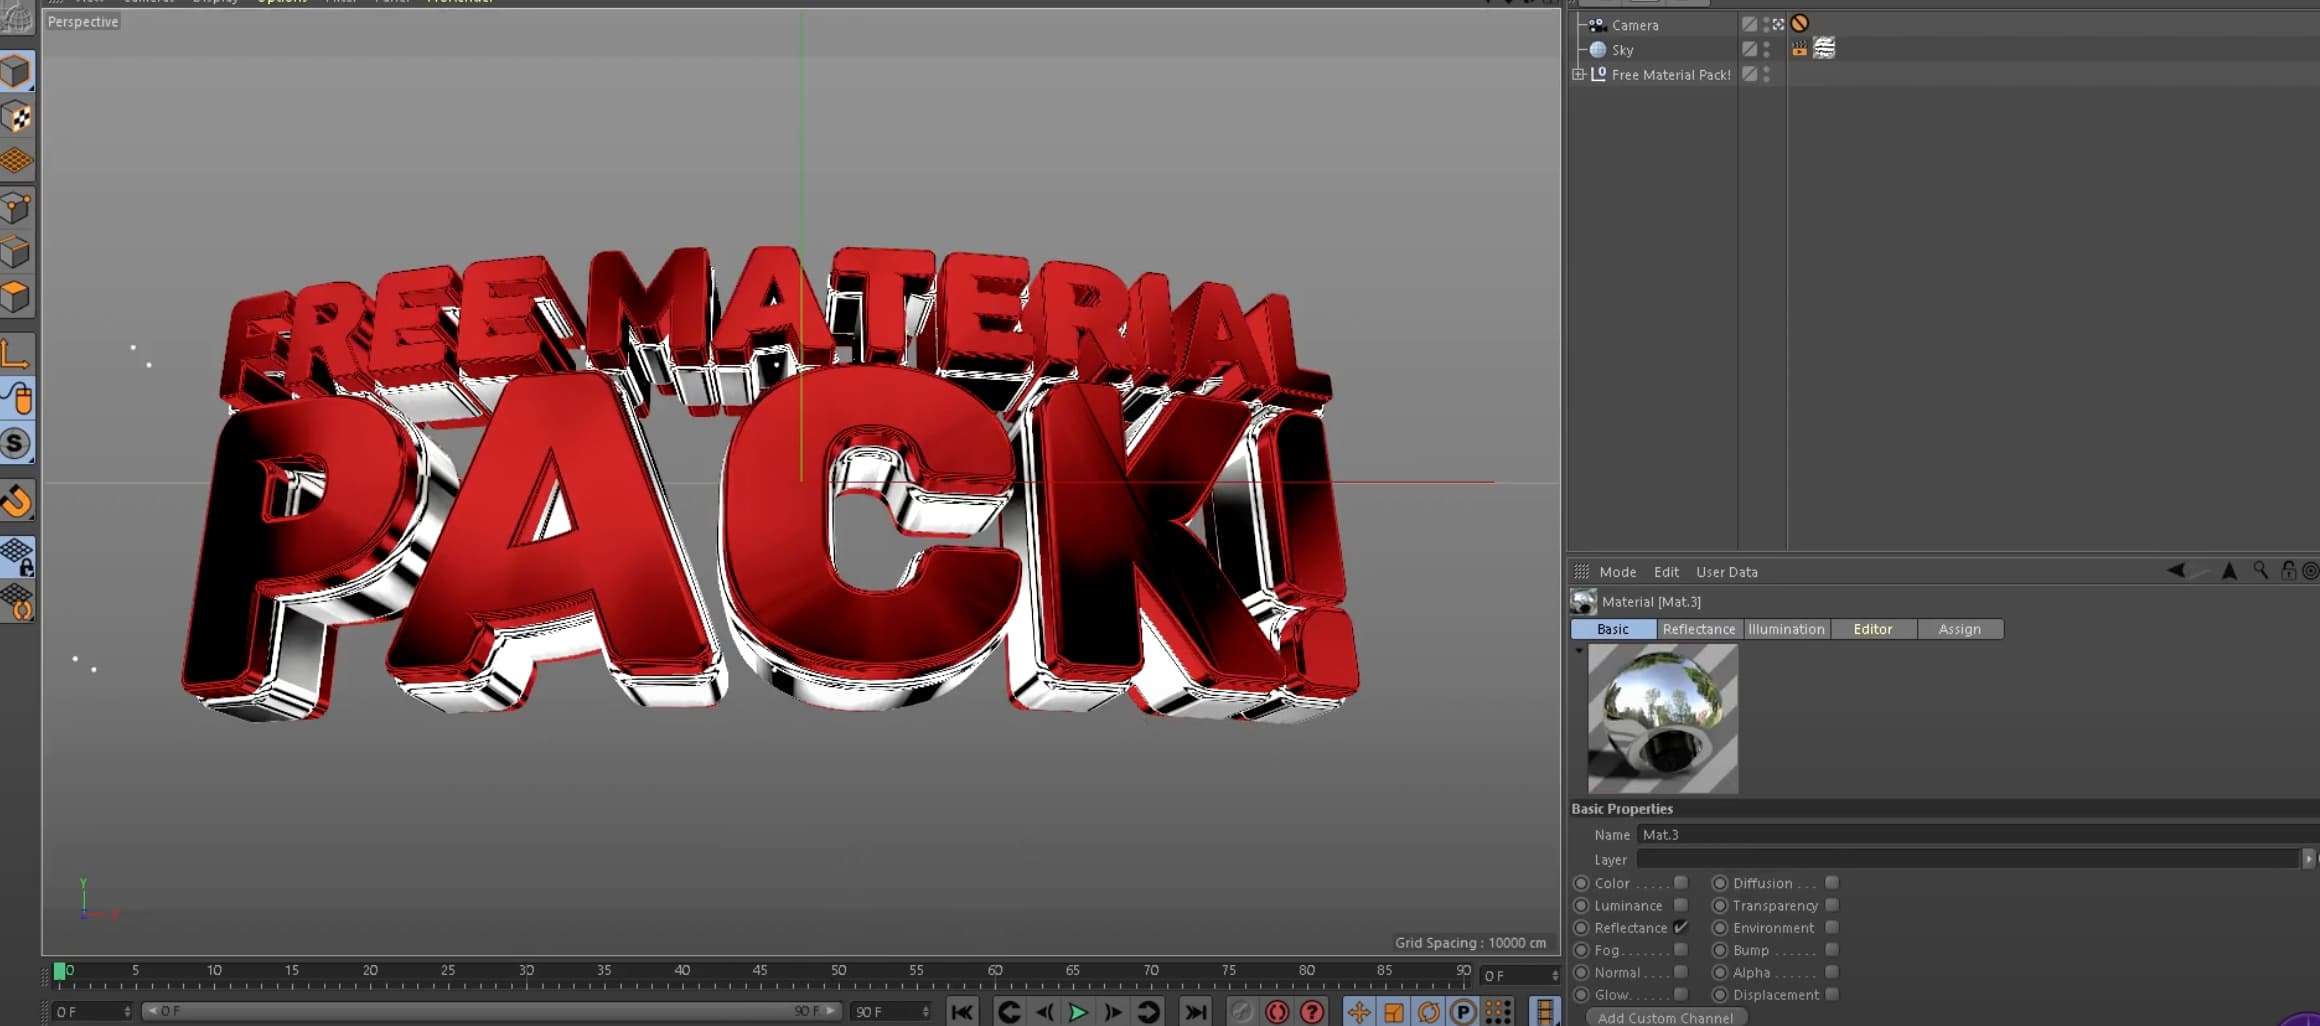 Options
Perspective
Camera
Sky
Free Material Pack!
FREE MATERIAL
PACK!
Mode Edit User Data
Material [Mat.3]
Basic Reflectance Illumination Editor Assign
Basic Properties
Name Mat.3
Layer
Color ..... Diffusion ...
Luminance Transparency
Reflectance Environment
Fog....... Bump ......
Normal .... Alpha .......
Glow...... Displacement
Add Custom Channel
Y
X
Grid Spacing : 10000 cm
0 5 10 15 20 25 30 35 40 45 50 55 60 65 70 75 80 85 90 0 F
0 F 0 F 90 F 90 F